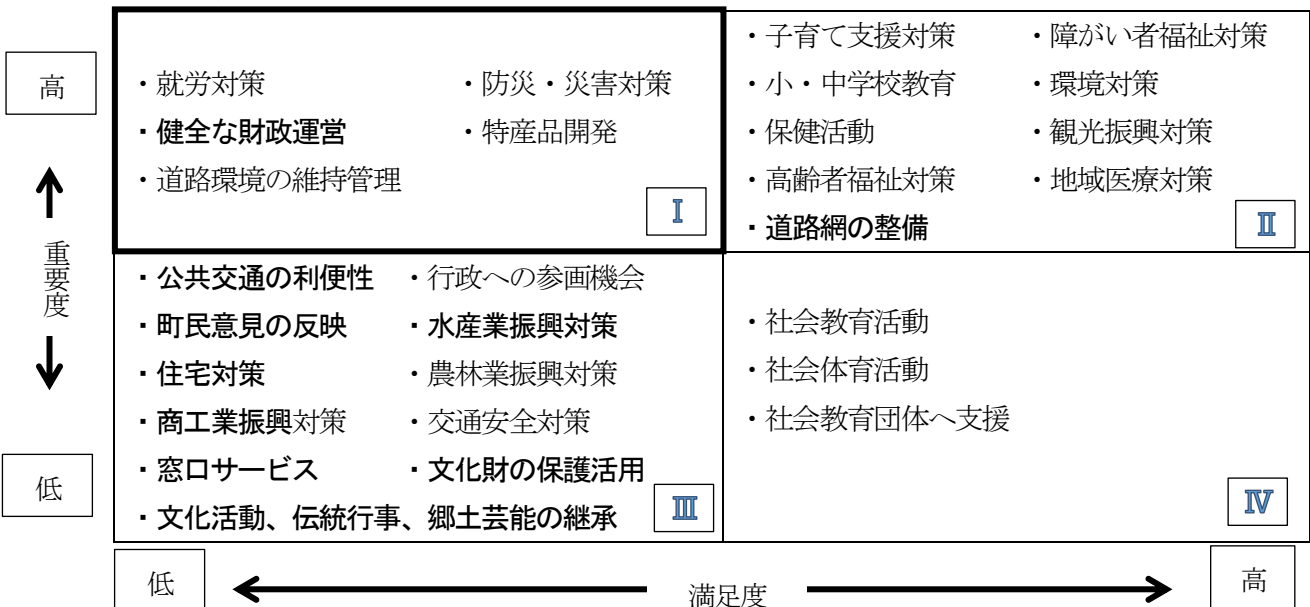 高
重要度
低
・就労対策 ・防災・災害対策
・健全な財政運営 ・特産品開発
・道路環境の維持管理
Ⅰ
・子育て支援対策 ・障がい者福祉対策
・小・中学校教育 ・環境対策
・保健活動 ・観光振興対策
・高齢者福祉対策 ・地域医療対策
・道路網の整備
Ⅱ
・公共交通の利便性 ・行政への参画機会
・町民意見の反映 ・水産業振興対策
・住宅対策 ・農林業振興対策
・商工業振興対策 ・交通安全対策
・窓口サービス ・文化財の保護活用
・文化活動、伝統行事、郷土芸能の継承
Ⅲ
・社会教育活動
・社会体育活動
・社会教育団体へ支援
Ⅳ
低 満足度 高